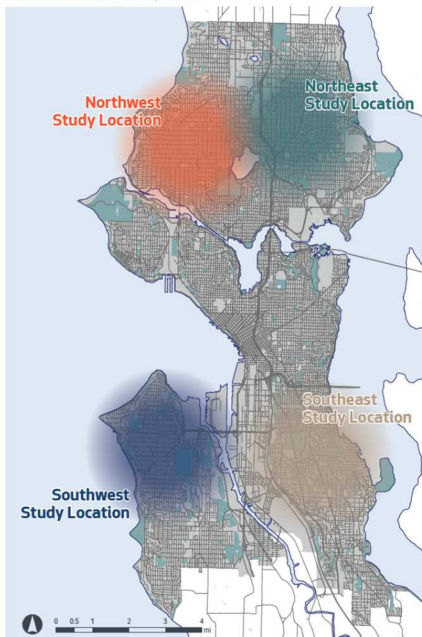 Northeast
Study Location
Northwest
Study Location
Southeast
Study Location
Southwest
Study Location
0 0.5 1 2 3 4
mi